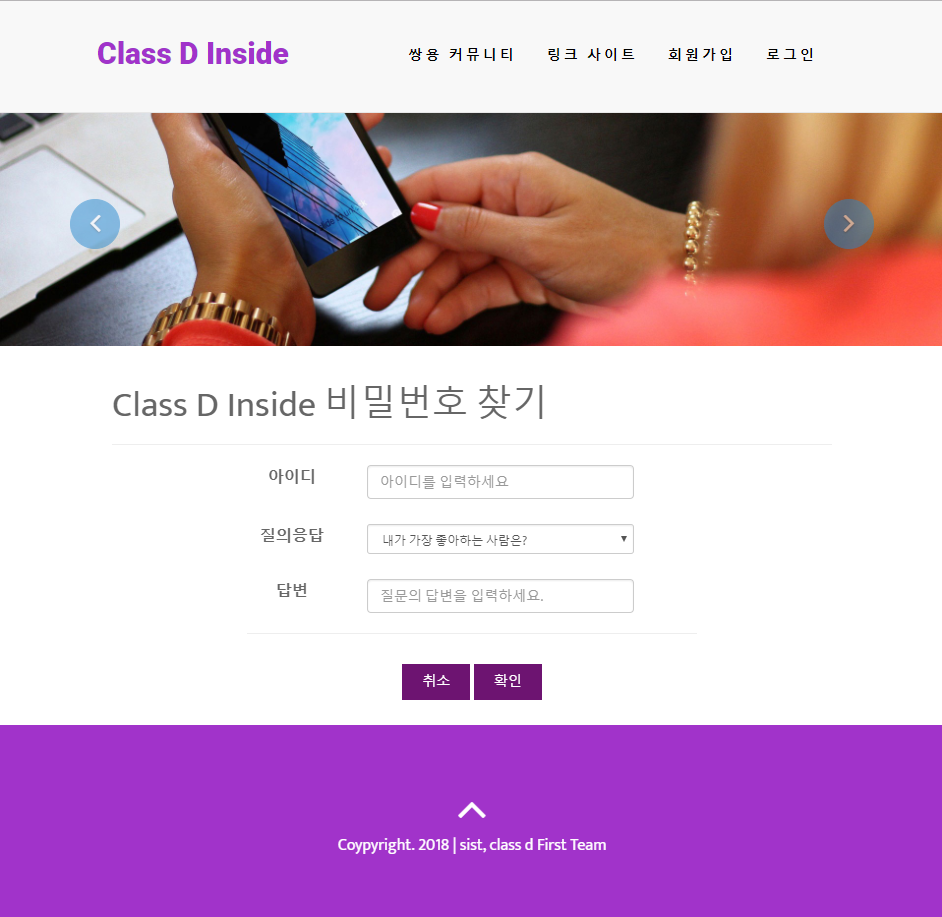 Class D Inside
쌍용 커뮤니티 링크 사이트 회원가입 로그인
Class D Inside 비밀번호 찾기
아이디 아이디를 입력하세요
질의응답 내가 가장 좋아하는 사람은?
답변 질문의 답변을 입력하세요.
취소 확인
Coypyright. 2018 | sist, class d First Team